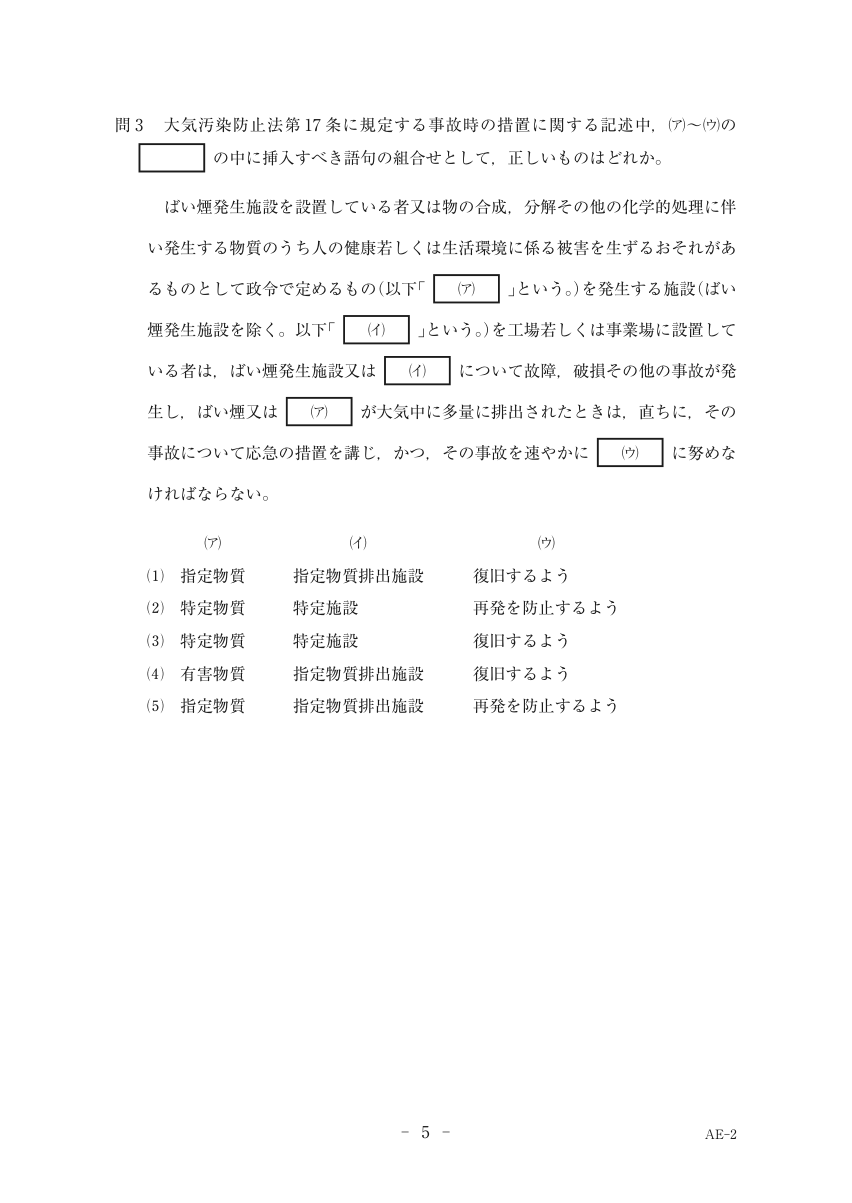 問3 大気汚染防止法第17条に規定する事故時の措置に関する記述中，㋐～㋒の
の中に挿入すべき語句の組合せとして，正しいものはどれか。
ばい煙発生施設を設置している者又は物の合成，分解その他の化学的処理に伴
い発生する物質のうち人の健康若しくは生活環境に係る被害を生ずるおそれがあ
るものとして政令で定めるもの（以下「 (ア) 」という。）を発生する施設（ばい
煙発生施設を除く。以下「 (イ) 」という。）を工場若しくは事業場に設置して
いる者は，ばい煙発生施設又は (イ) について故障，破損その他の事故が発
生し，ばい煙又は (ア) が大気中に多量に排出されたときは，直ちに，その
事故について応急の措置を講じ，かつ，その事故を速やかに (ウ) に努めな
ければならない。
(ア) (イ) (ウ)
(1) 指定物質 指定物質排出施設 復旧するよう
(2) 特定物質 特定施設 再発を防止するよう
(3) 特定物質 特定施設 復旧するよう
(4) 有害物質 指定物質排出施設 復旧するよう
(5) 指定物質 指定物質排出施設 再発を防止するよう
- 5 -
AE-2